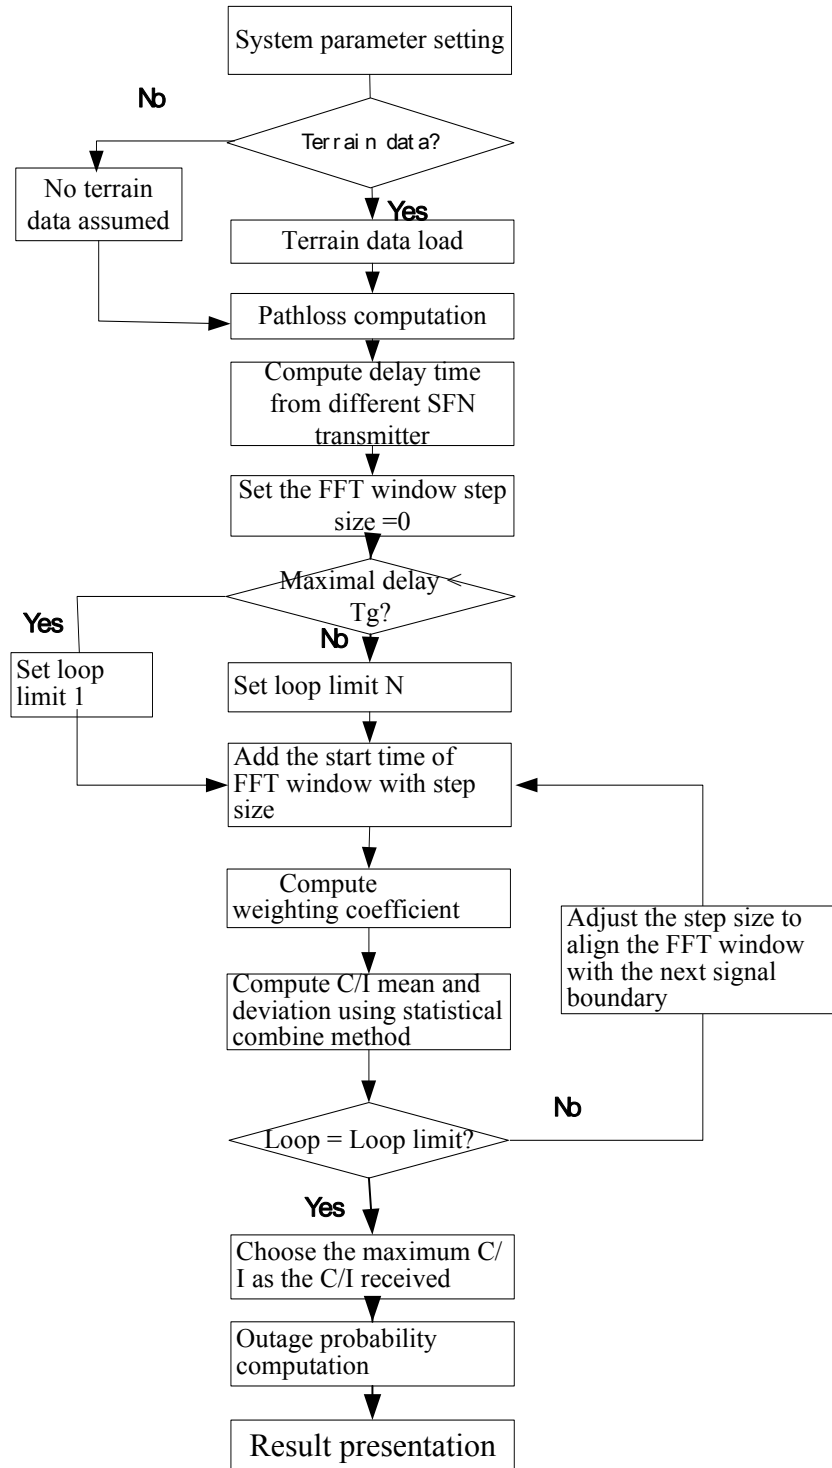 System parameter setting
No
Terrain data?
No terrain
data assumed
Yes
Terrain data load
Pathloss computation
Compute delay time
from different SFN
transmitter
Set the FFT window step
size =0
Maximal delay <
Tg?
Yes
No
Set loop
limit 1
Set loop limit N
Add the start time of
FFT window with step
size
Compute
weighting coefficient
Adjust the step size to
align the FFT window
with the next signal
boundary
Compute C/I mean and
deviation using statistical
combine method
No
Loop = Loop limit?
Yes
Choose the maximum C/
I as the C/I received
Outage probability
computation
Result presentation